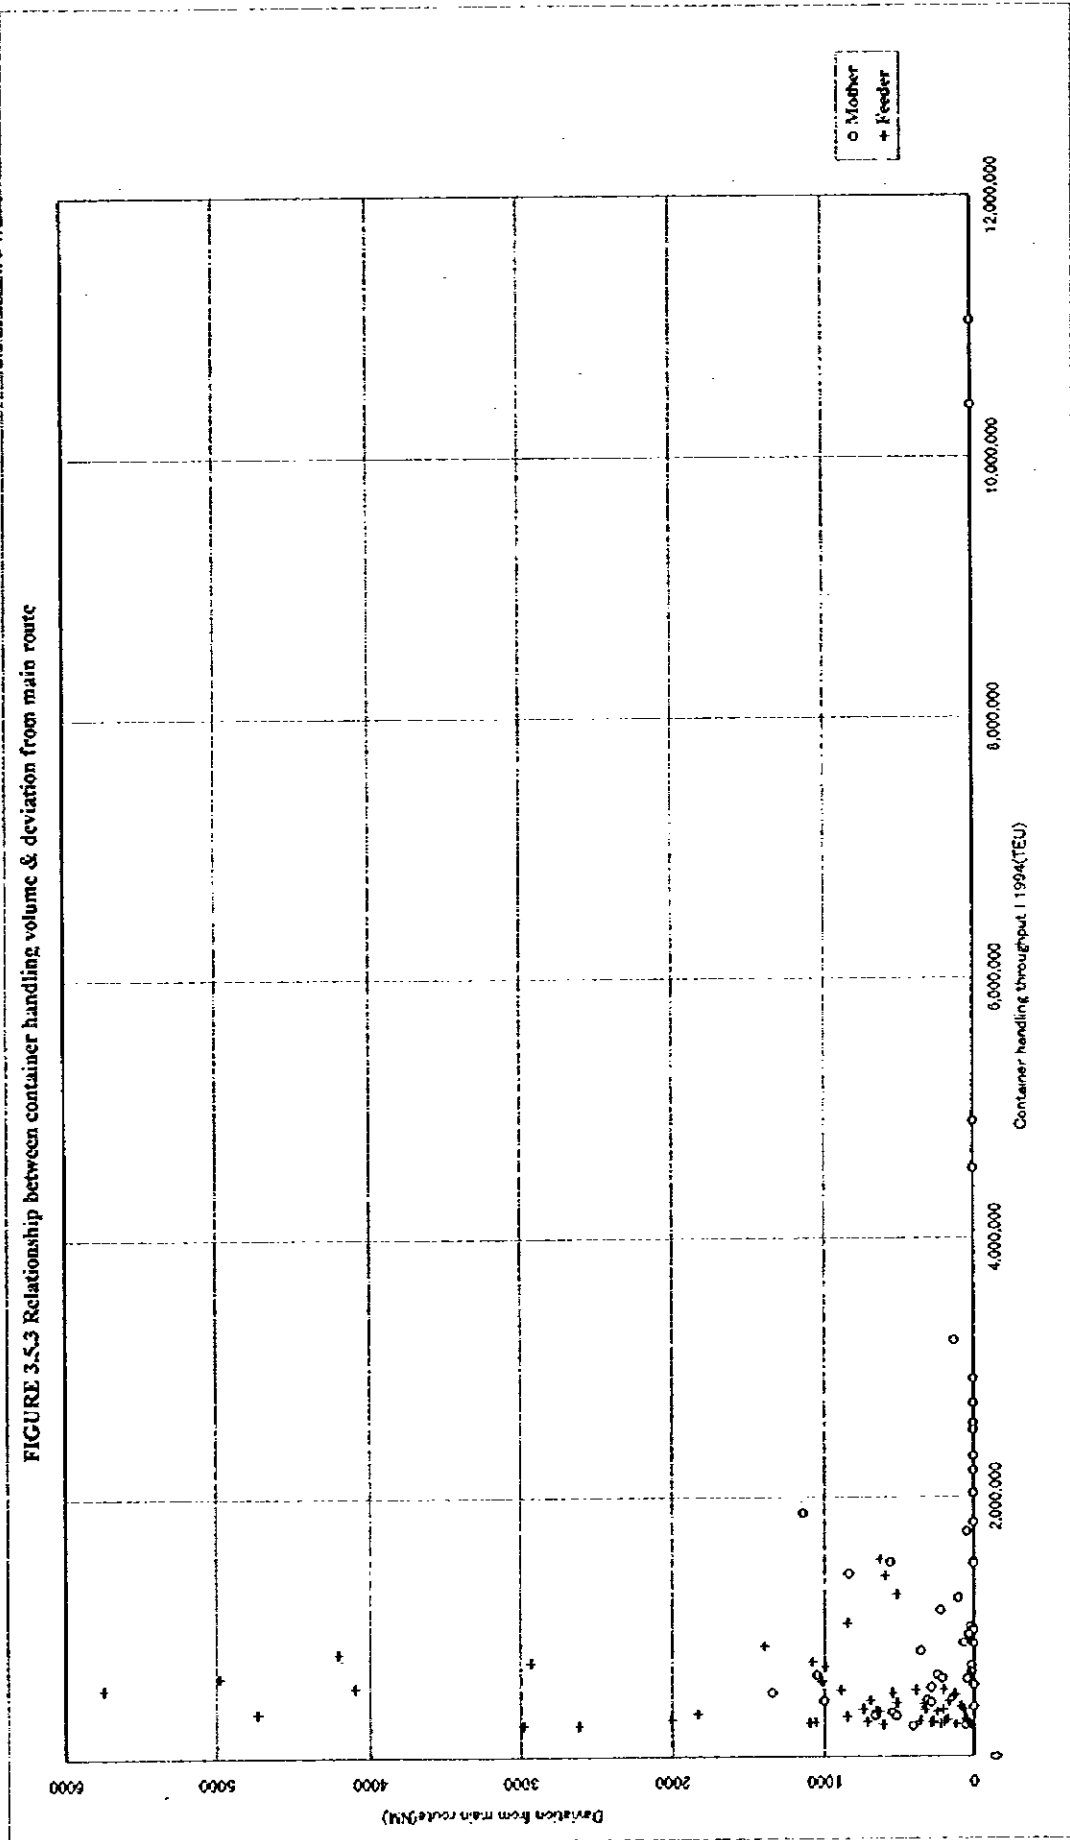 FIGURE 3.5.3 Relationship between container handling volume & deviation from main route
6000
5000
4000
3000
2000
1000
0
Deviation from main route(NM)
0
2,000,000
4,000,000
6,000,000
8,000,000
10,000,000
12,000,000
Container handling throughput I 1994(TEU)
Mother
Feeder